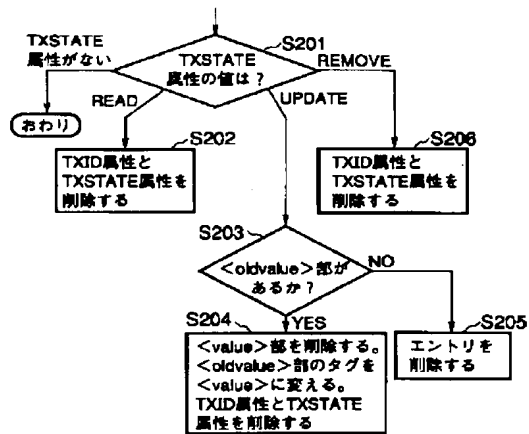 TXSTATE
属性がない
S201
TXSTATE
属性の値は？
REMOVE
READ
UPDATE
おわり
S202
TXID属性と
TXSTATE属性を
削除する
S206
TXID属性と
TXSTATE属性を
削除する
S203
＜oldvalue＞部が
あるか？
NO
YES
S204
＜value＞部を削除する。
＜oldvalue＞部のタグを
＜value＞に変える。
TXID属性とTXSTATE
属性を削除する
S205
エントリを
削除する